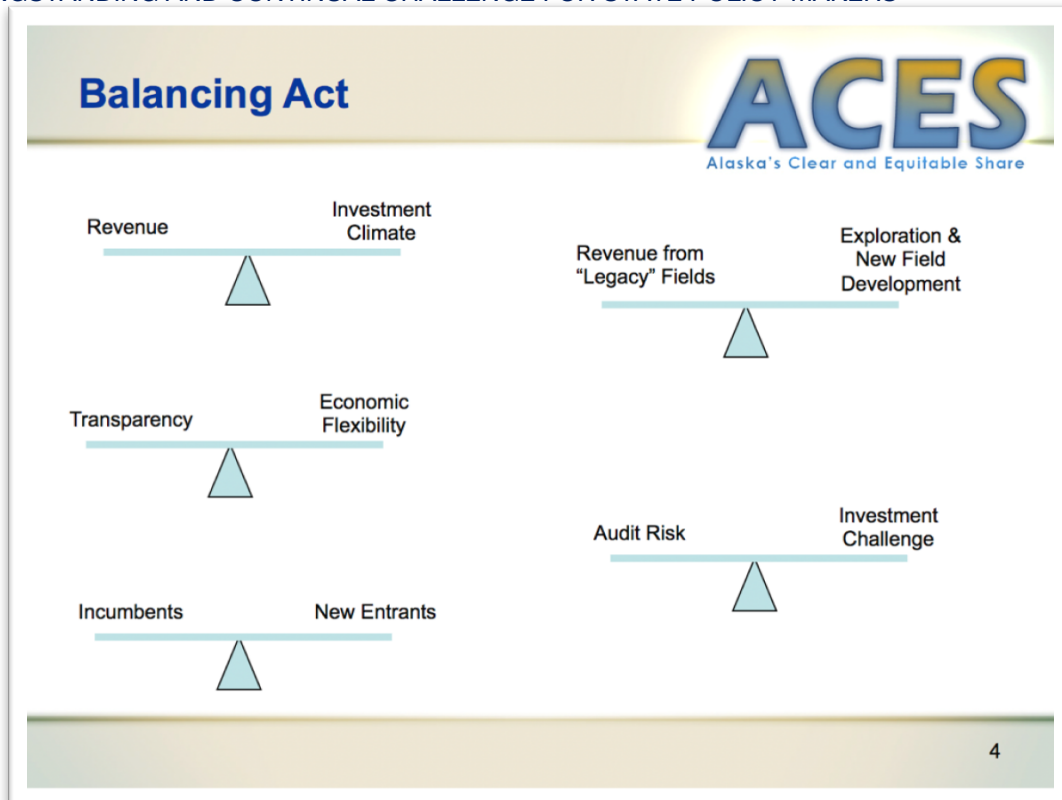 Balancing Act
ACES
Alaska's Clear and Equitable Share
Revenue
Investment
Climate
Revenue from
“Legacy” Fields
Exploration &
New Field
Development
Transparency
Economic
Flexibility
Audit Risk
Investment
Challenge
Incumbents
New Entrants
4